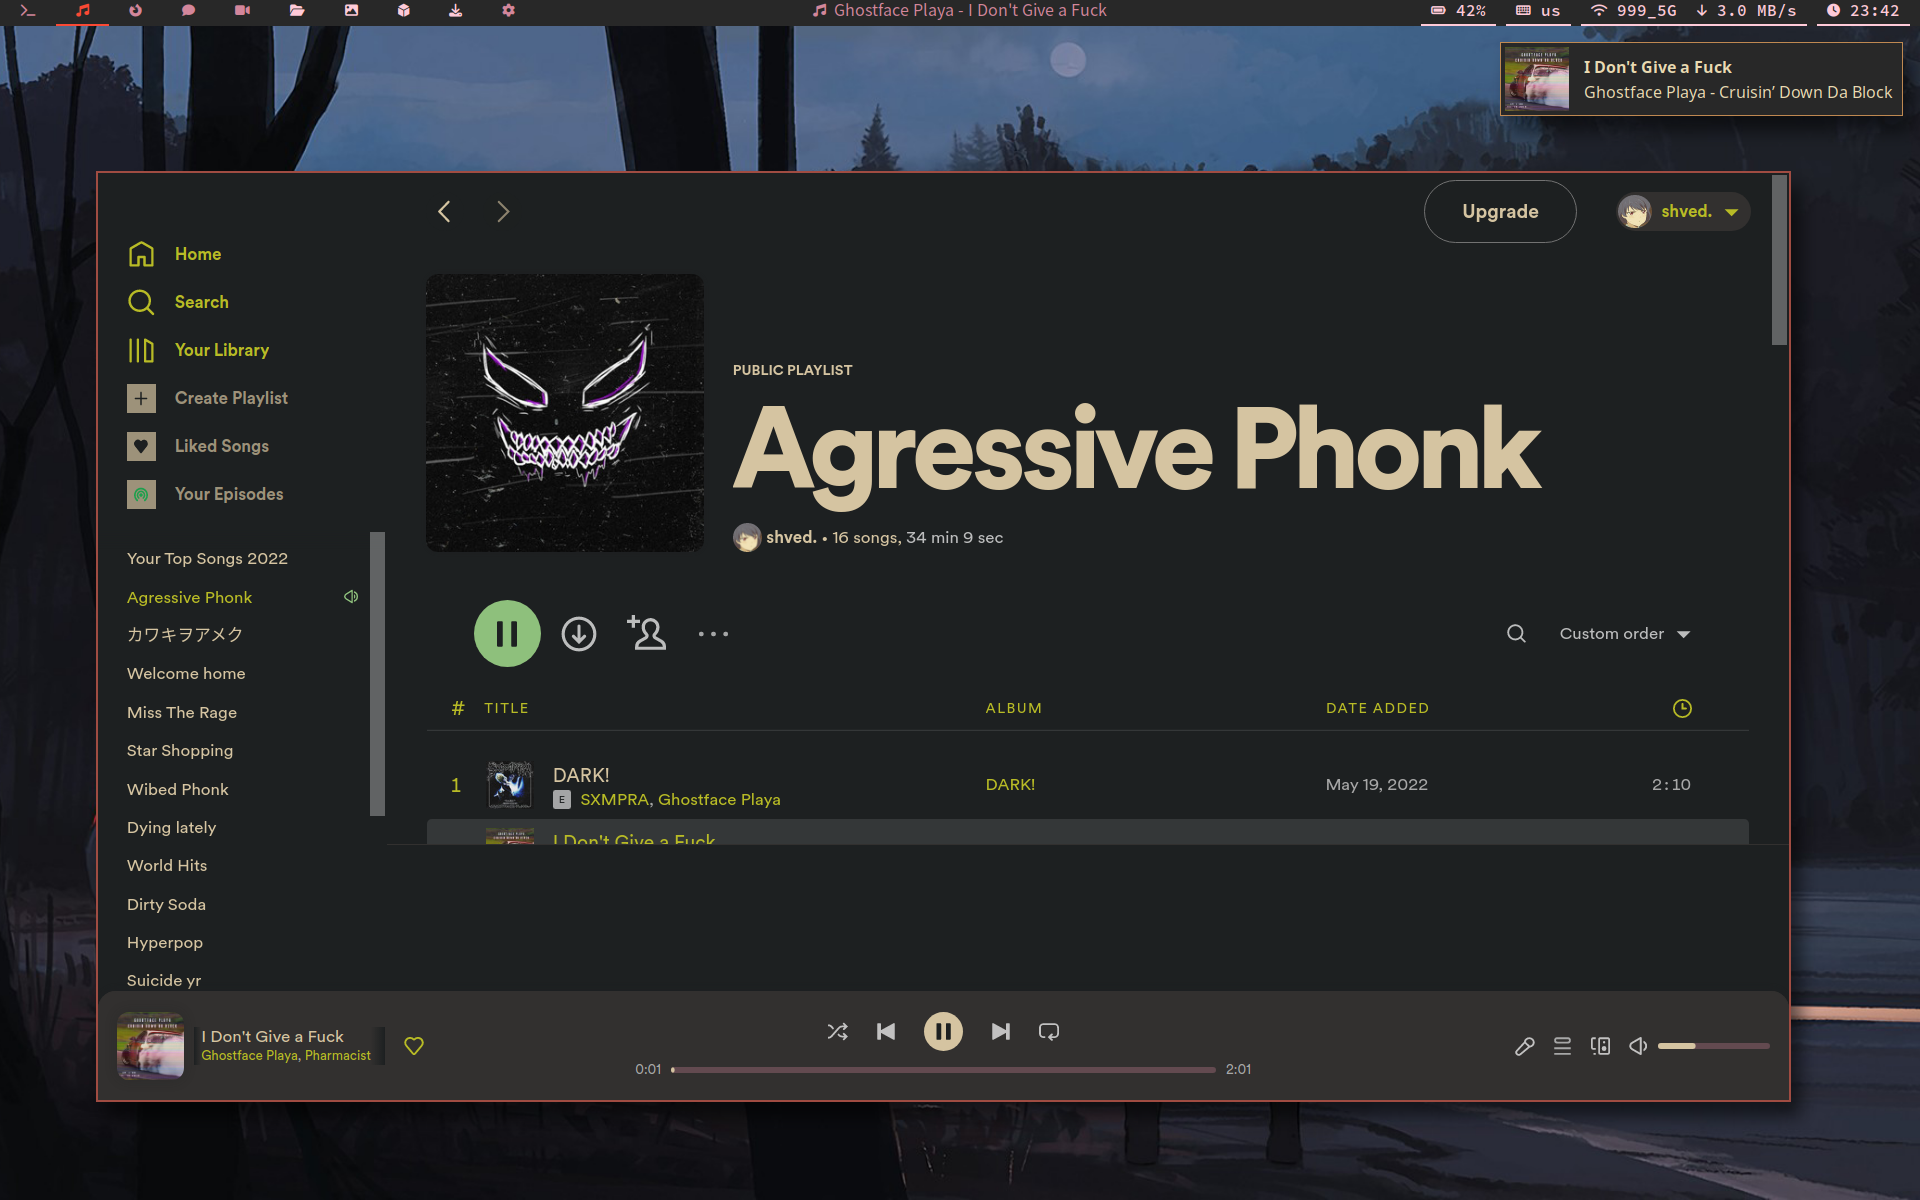 Ghostface Playa - I Don't Give a Fuck
42%
us
999_5G
3.0 MB/s
23:42
I Don't Give a Fuck
Ghostface Playa - Cruisin’ Down Da Block
Upgrade
shved.
Home
Search
Your Library
Create Playlist
Liked Songs
Your Episodes
Your Top Songs 2022
Agressive Phonk
カワキヲアメク
Welcome home
Miss The Rage
Star Shopping
Wibed Phonk
Dying lately
World Hits
Dirty Soda
Hyperpop
Suicide yr
PUBLIC PLAYLIST
Agressive Phonk
shved. • 16 songs, 34 min 9 sec
Custom order
# TITLE ALBUM DATE ADDED
1 DARK! DARK! May 19, 2022 2:10
E SXMPRA, Ghostface Playa
I Don't Give a Fuck
I Don't Give a Fuck
Ghostface Playa, Pharmacist
0:01
2:01